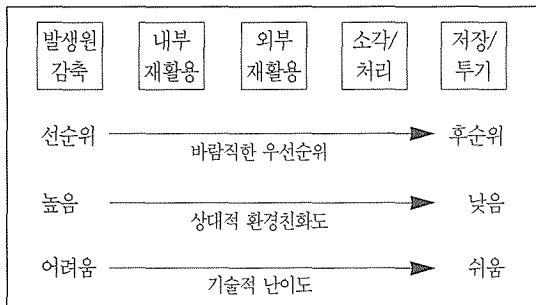 발생원 내부 외부 소각/ 저장/
감축 재활용 재활용 처리 투기
선순위 후순위
바람직한 우선순위
높음 낮음
상대적 환경친화도
어려움 쉬움
기술적 난이도